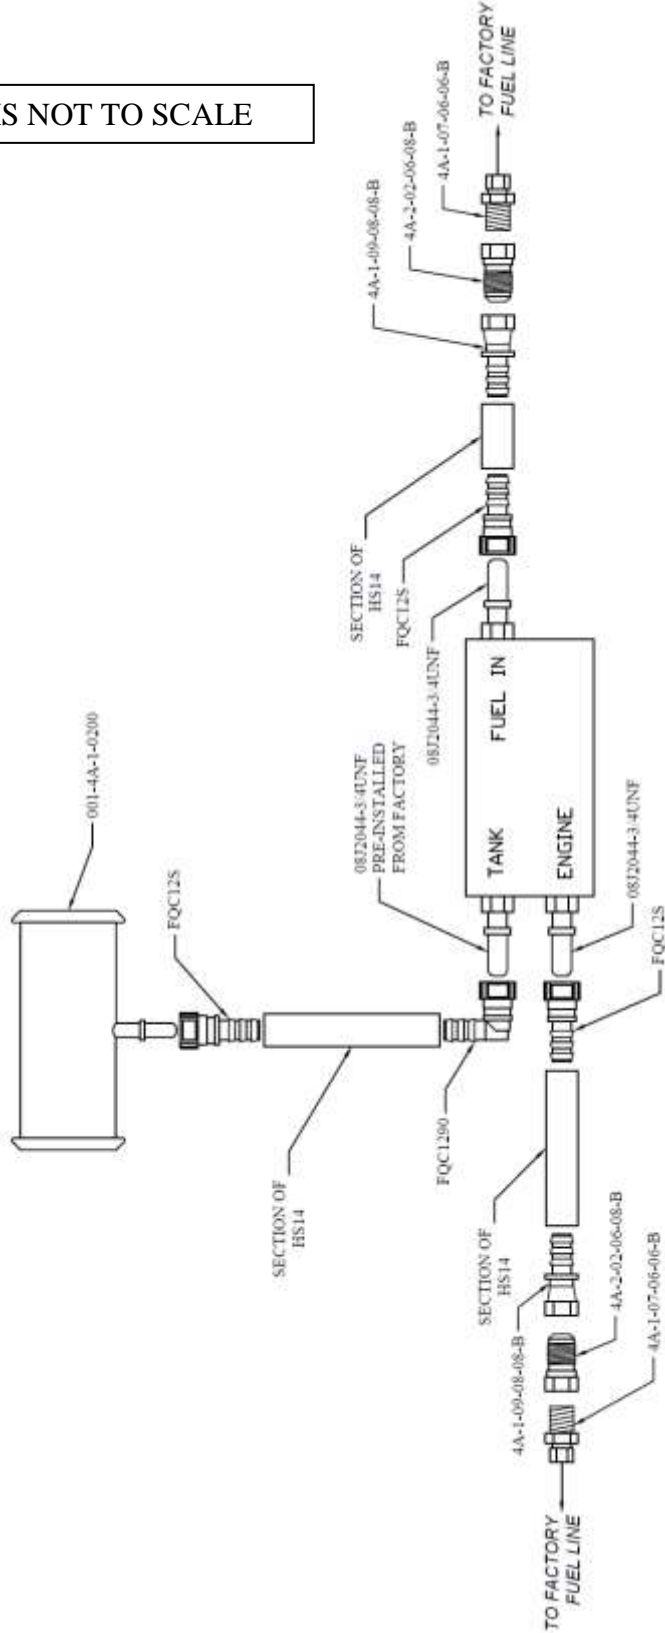 IS NOT TO SCALE
TO FACTORY
FUEL LINE
4A-1-07-06-06-B
4A-2-02-06-08-B
4A-1-09-08-08-B
SECTION OF
HS14
FQC12S
08J2044-3/4UNF
001-4A-1-0200
FQC12S
08J2044-3/4UNF
PRE-INSTALLED
FROM FACTORY
TANK
FUEL IN
ENGINE
SECTION OF
HS14
FQC1290
08J2044-3/4UNF
FQC12S
SECTION OF
HS14
4A-1-09-08-08-B
4A-2-02-06-08-B
4A-1-07-06-06-B
TO FACTORY
FUEL LINE